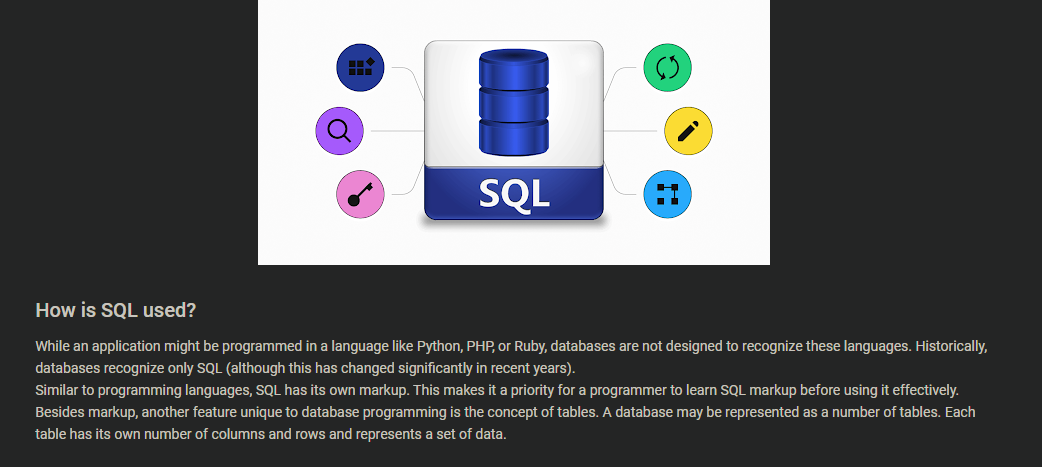 SQL
How is SQL used?
While an application might be programmed in a language like Python, PHP, or Ruby, databases are not designed to recognize these languages. Historically,
databases recognize only SQL (although this has changed significantly in recent years).
Similar to programming languages, SQL has its own markup. This makes it a priority for a programmer to learn SQL markup before using it effectively.
Besides markup, another feature unique to database programming is the concept of tables. A database may be represented as a number of tables. Each
table has its own number of columns and rows and represents a set of data.